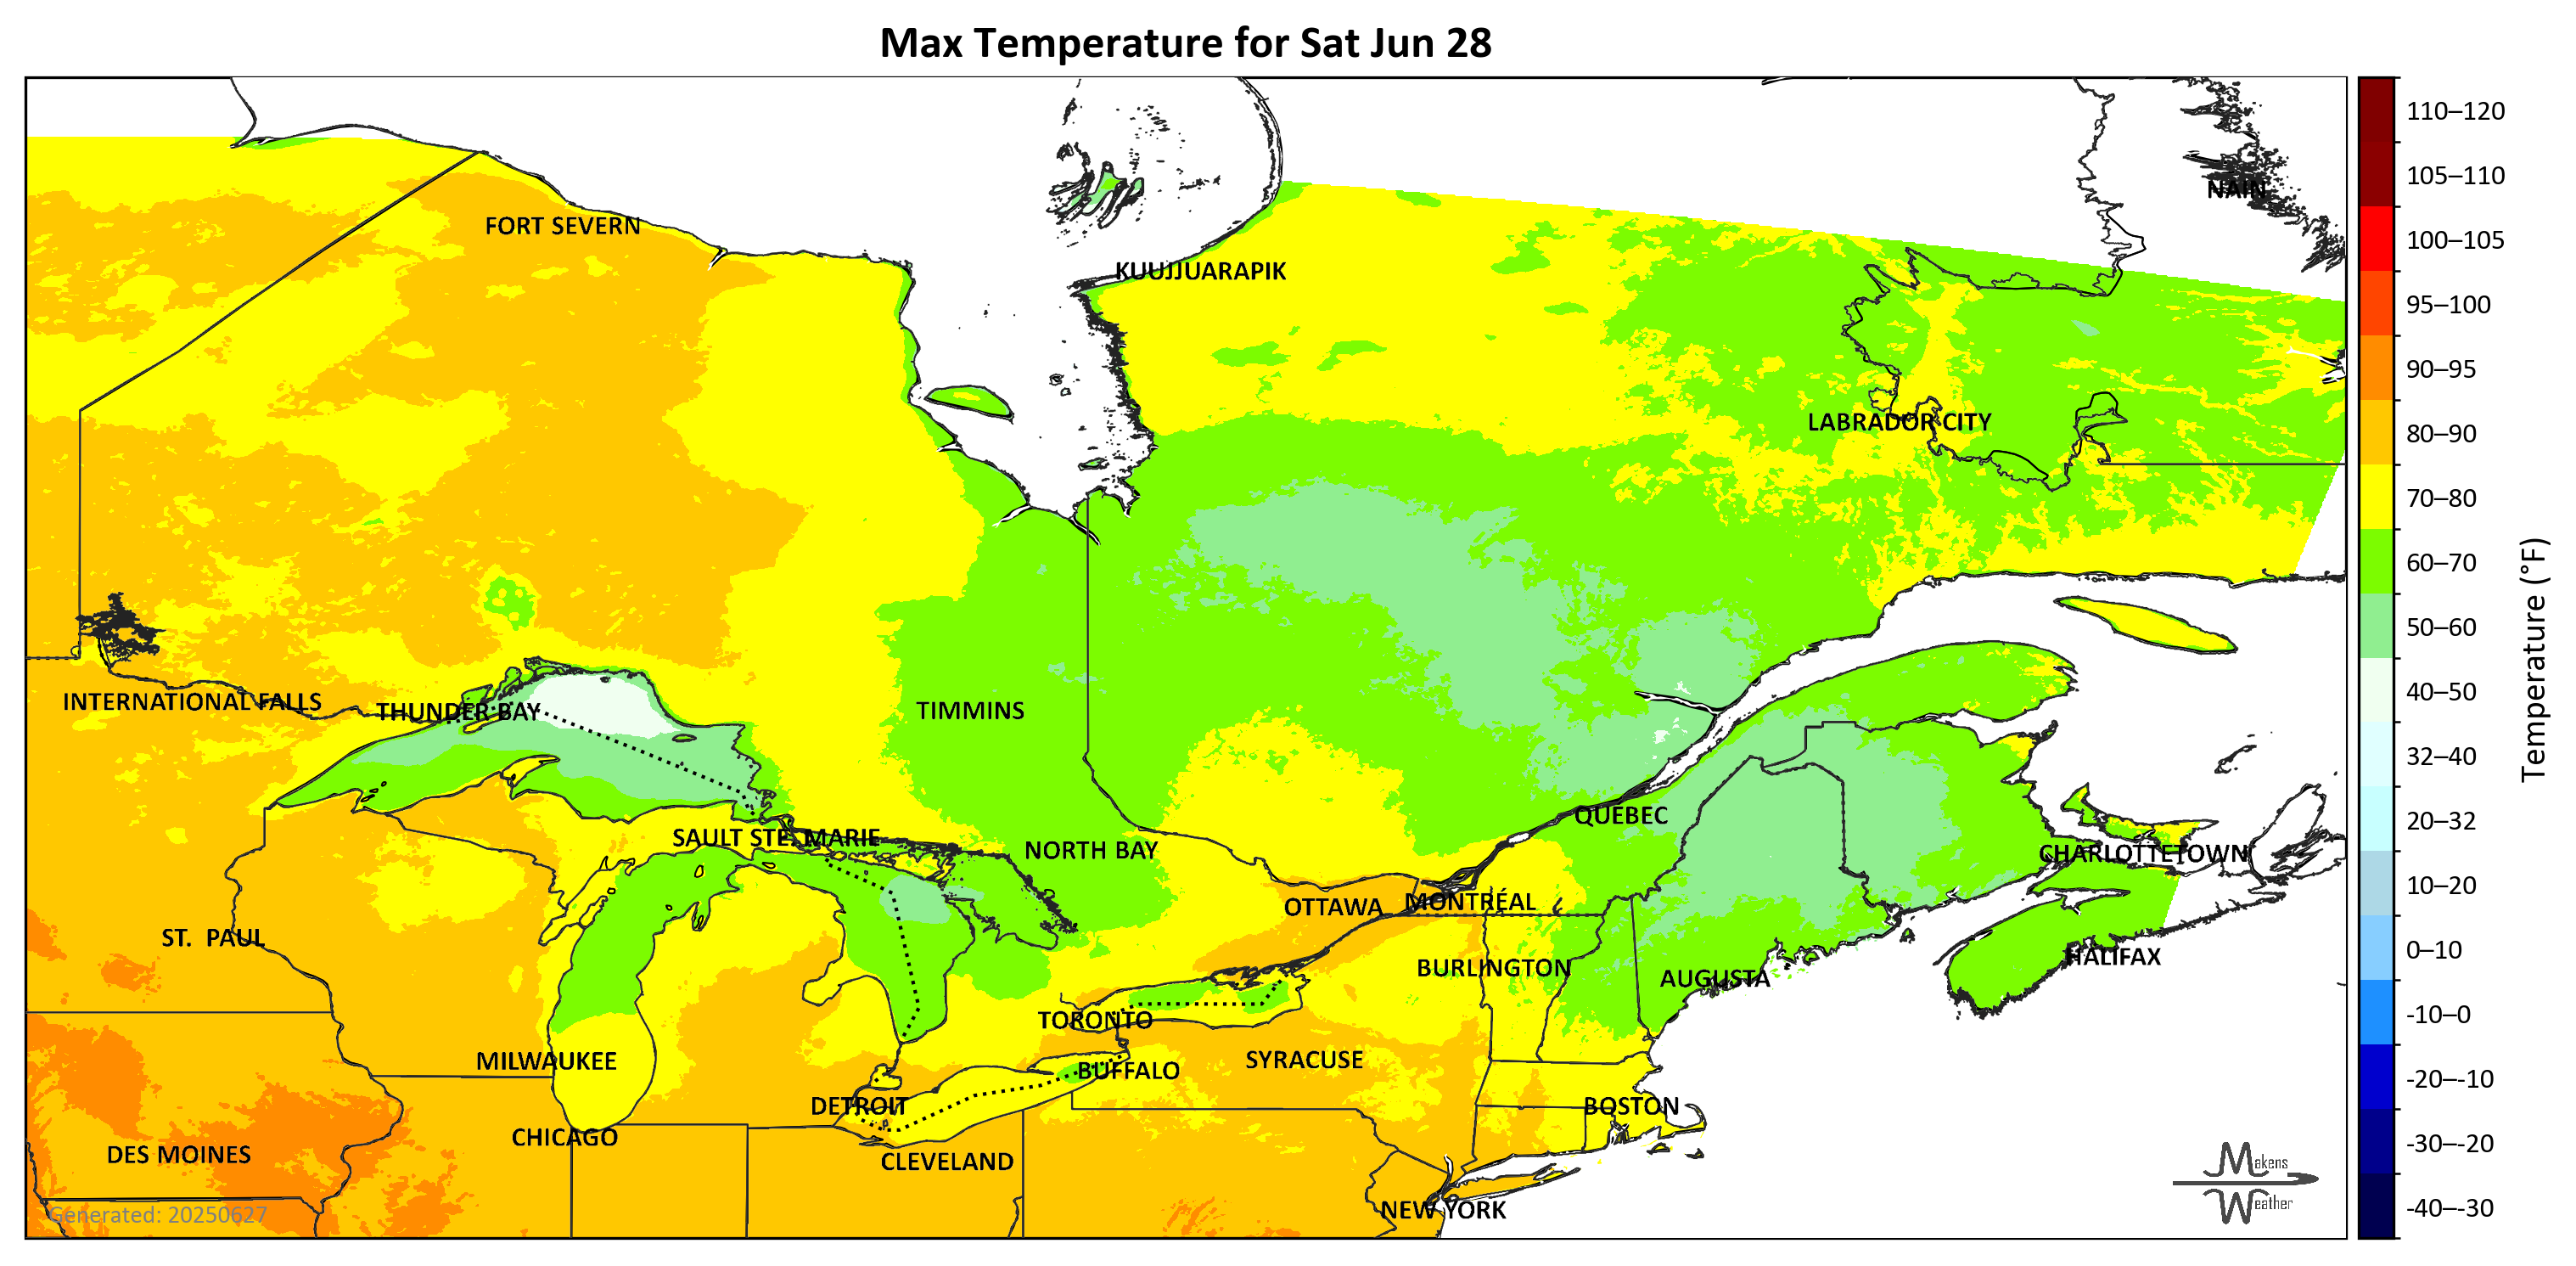 Max Temperature for Sat Jun 28
110–120
105–110
NAIN
100–105
FORT SEVERN
KUUJJUARAPIK
95–100
90–95
LABRADOR CITY
80–90
70–80
60–70
50–60
Temperature (°F)
40–50
INTERNATIONAL FALLS
THUNDER BAY
TIMMINS
32–40
QUÉBEC
20–32
SAULT STE. MARIE
NORTH BAY
CHARLOTTETOWN
10–20
OTTAWA
MONTRÉAL
ST. PAUL
0–10
HALIFAX
BURLINGTON
AUGUSTA
-10–0
TORONTO
MILWAUKEE
SYRACUSE
BUFFALO
-20–-10
DETROIT
BOSTON
CHICAGO
-30–-20
DES MOINES
CLEVELAND
Makens
Weather
-40–-30
NEW YORK
Generated: 20250627